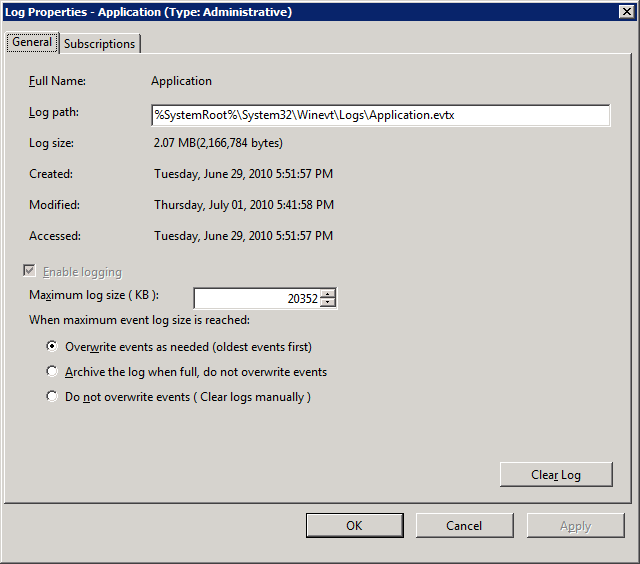 Log Properties - Application (Type: Administrative)
General Subscriptions
Full Name: Application
Log path: %SystemRoot%\System32\Winevt\Logs\Application.evtx
Log size: 2.07 MB(2,166,784 bytes)
Created: Tuesday, June 29, 2010 5:51:57 PM
Modified: Thursday, July 01, 2010 5:41:58 PM
Accessed: Tuesday, June 29, 2010 5:51:57 PM
Enable logging
Maximum log size ( KB ): 20352
When maximum event log size is reached:
Overwrite events as needed (oldest events first)
Archive the log when full, do not overwrite events
Do not overwrite events ( Clear logs manually )
Clear Log
OK Cancel Apply